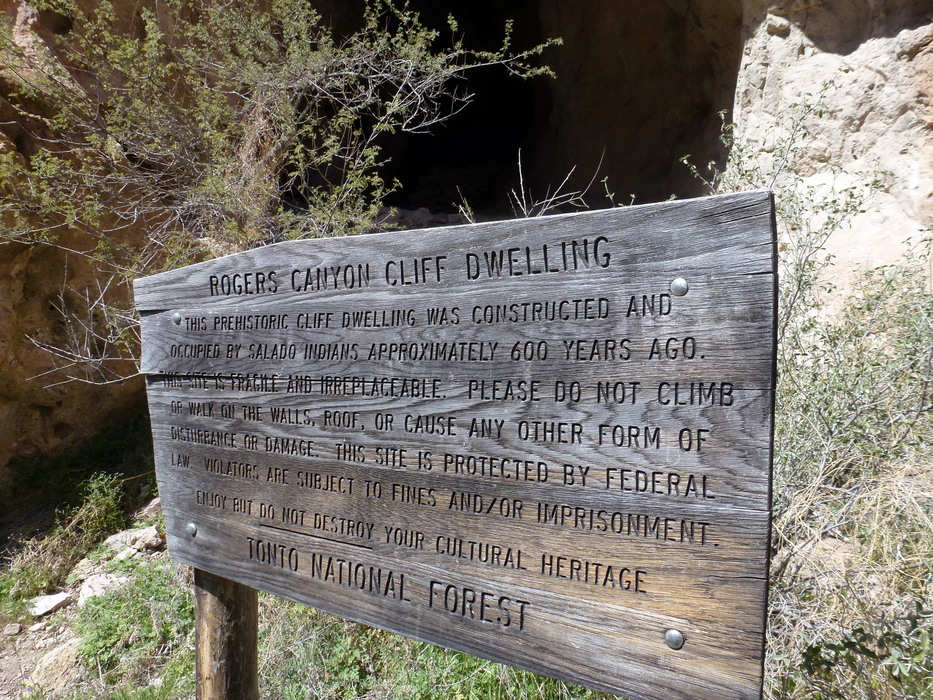 ROGERS CANYON CLIFF DWELLING
THIS PREHISTORIC CLIFF DWELLING WAS CONSTRUCTED AND
OCCUPIED BY SALADO INDIANS APPROXIMATELY 600 YEARS AGO.
THIS SITE IS FRAGILE AND IRREPLACEABLE. PLEASE DO NOT CLIMB
OR WALK ON THE WALLS, ROOF, OR CAUSE ANY OTHER FORM OF
DISTURBANCE OR DAMAGE. THIS SITE IS PROTECTED BY FEDERAL
LAW. VIOLATORS ARE SUBJECT TO FINES AND/OR IMPRISONMENT.
ENJOY BUT DO NOT DESTROY YOUR CULTURAL HERITAGE
TONTO NATIONAL FOREST